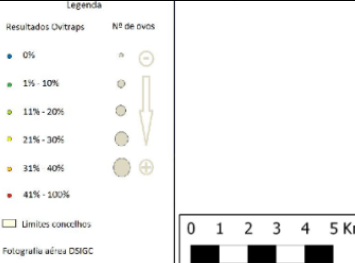 Legenda
Resultados Ovitraps Nº de ovos
0%
1% - 10%
11% - 20%
21% - 30%
31% 40%
41% - 100%
Limites concelhos
Fotografia aérea DSIGC
0 1 2 3 4 5 K